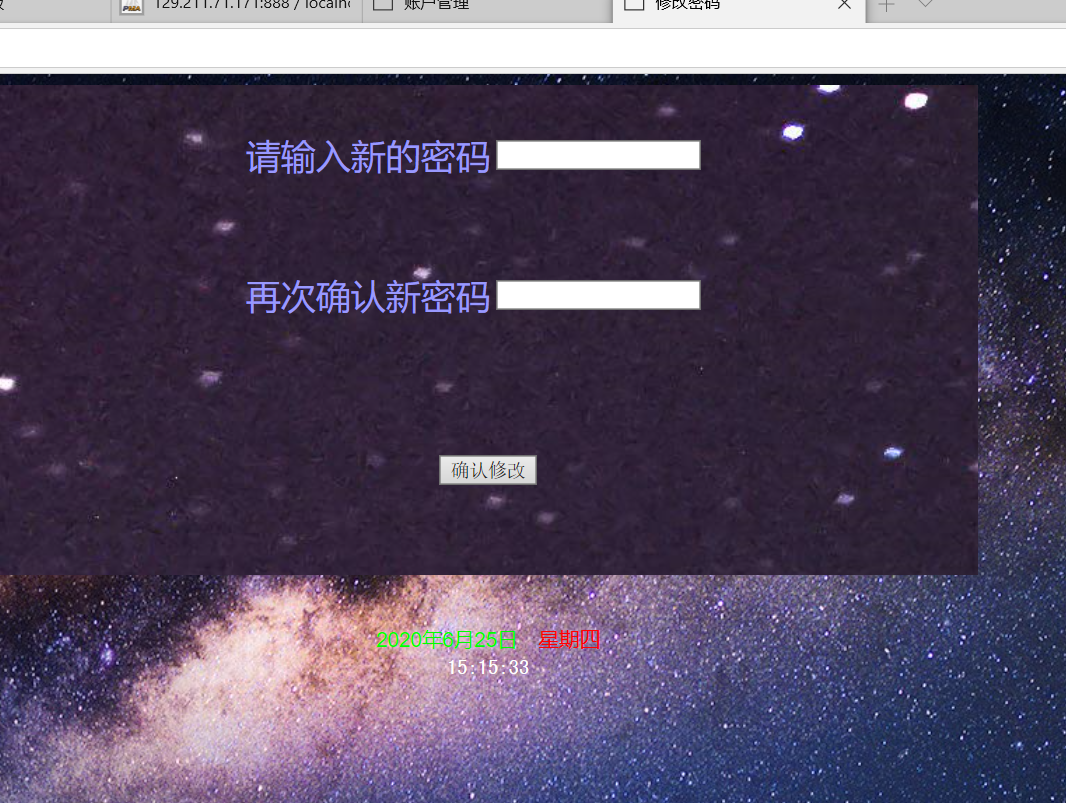 129.211.71.171:888 / localh
账户管理
修改密码
请输入新的密码
再次确认新密码
确认修改
2020年6月25日 星期四
15:15:33